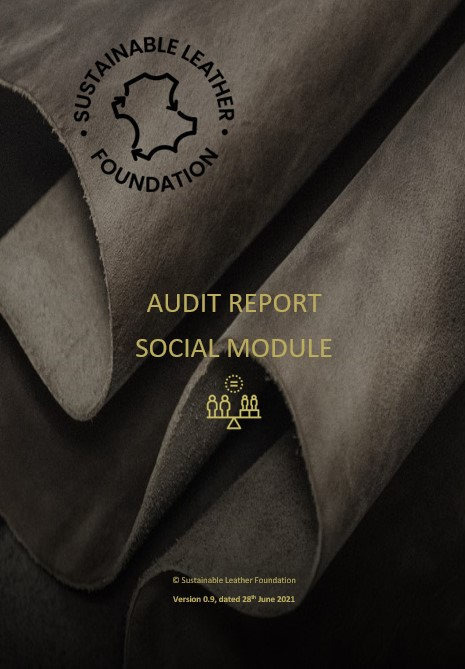 SUSTAINABLE LEATHER
FOUNDATION
AUDIT REPORT
SOCIAL MODULE
© Sustainable Leather Foundation
Version 0.9, dated 28th June 2021